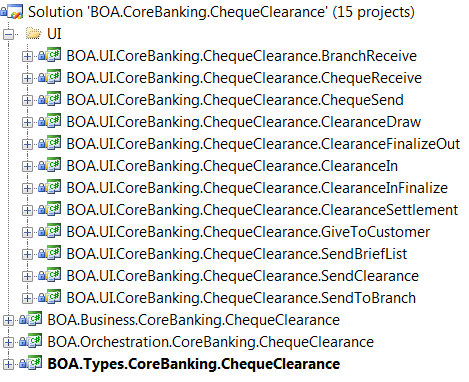 Solution 'BOA.CoreBanking.ChequeClearance' (15 projects)
UI
BOA.UI.CoreBanking.ChequeClearance.BranchReceive
BOA.UI.CoreBanking.ChequeClearance.ChequeReceive
BOA.UI.CoreBanking.ChequeClearance.ChequeSend
BOA.UI.CoreBanking.ChequeClearance.ClearanceDraw
BOA.UI.CoreBanking.ChequeClearance.ClearanceFinalizeOut
BOA.UI.CoreBanking.ChequeClearance.ClearanceIn
BOA.UI.CoreBanking.ChequeClearance.ClearanceInFinalize
BOA.UI.CoreBanking.ChequeClearance.ClearanceSettlement
BOA.UI.CoreBanking.ChequeClearance.GiveToCustomer
BOA.UI.CoreBanking.ChequeClearance.SendBriefList
BOA.UI.CoreBanking.ChequeClearance.SendClearance
BOA.UI.CoreBanking.ChequeClearance.SendToBranch
BOA.Business.CoreBanking.ChequeClearance
BOA.Orchestration.CoreBanking.ChequeClearance
BOA.Types.CoreBanking.ChequeClearance